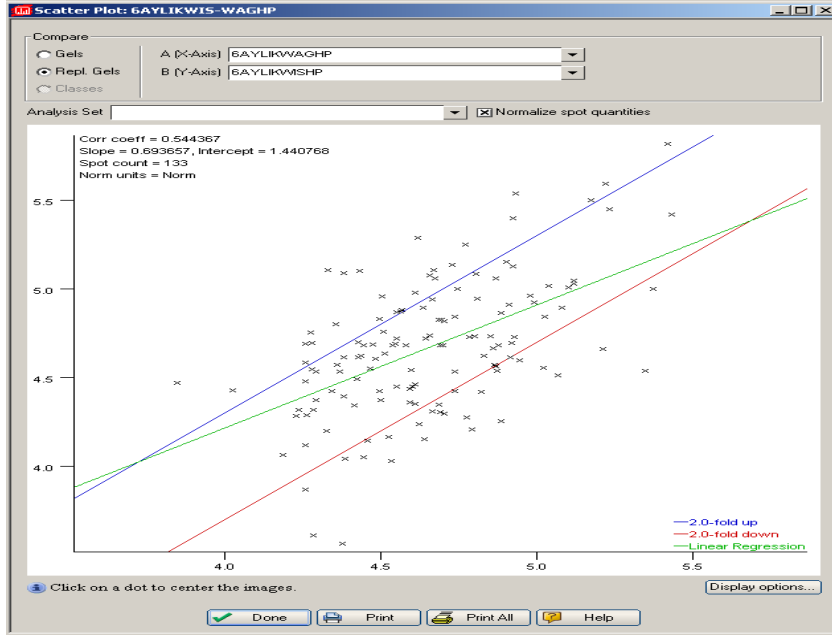 Scatter Plot: 6AYLIKWIS-WAGHP
Compare
Gels
A (X-Axis) 6AYLIKWAGHP
Repl. Gels
B (Y-Axis) 6AYLIKWISHP
Classes
Analysis Set
Normalize spot quantities
Corr coeff = 0.544367
Slope = 0.693657, Intercept = 1.440768
Spot count = 133
Norm units = Norm
5.5
5.0
4.5
4.0
2.0-fold up
2.0-fold down
Linear Regression
4.0 4.5 5.0 5.5
Click on a dot to center the images.
Display options...
Done Print Print All Help